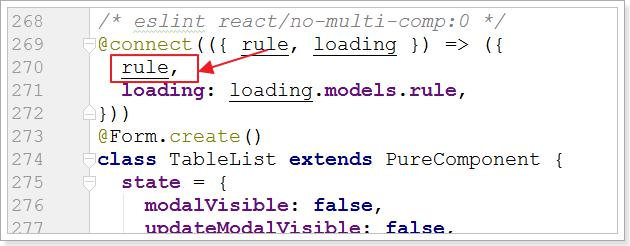 268 /* eslint react/no-multi-comp:0 */
269 @connect(({ rule, loading }) => ({
270 rule,
271 loading: loading.models.rule,
272 }))
273 @Form.create()
274 class TableList extends PureComponent {
275 state = {
276 modalVisible: false,
277 updateModalVisible: false,